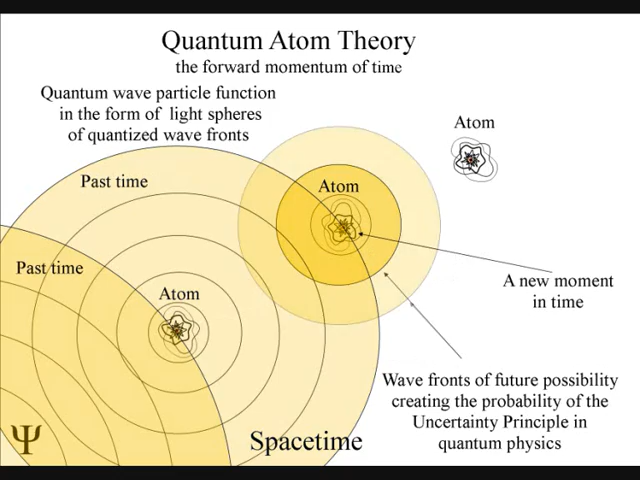 Quantum Atom Theory
the forward momentum of time
Quantum wave particle function
in the form of light spheres
of quantized wave fronts
Atom
Past time
Atom
Past time
A new moment
in time
Atom
Wave fronts of future possibility
creating the probability of the
Uncertainty Principle in
quantum physics
Ψ
Spacetime